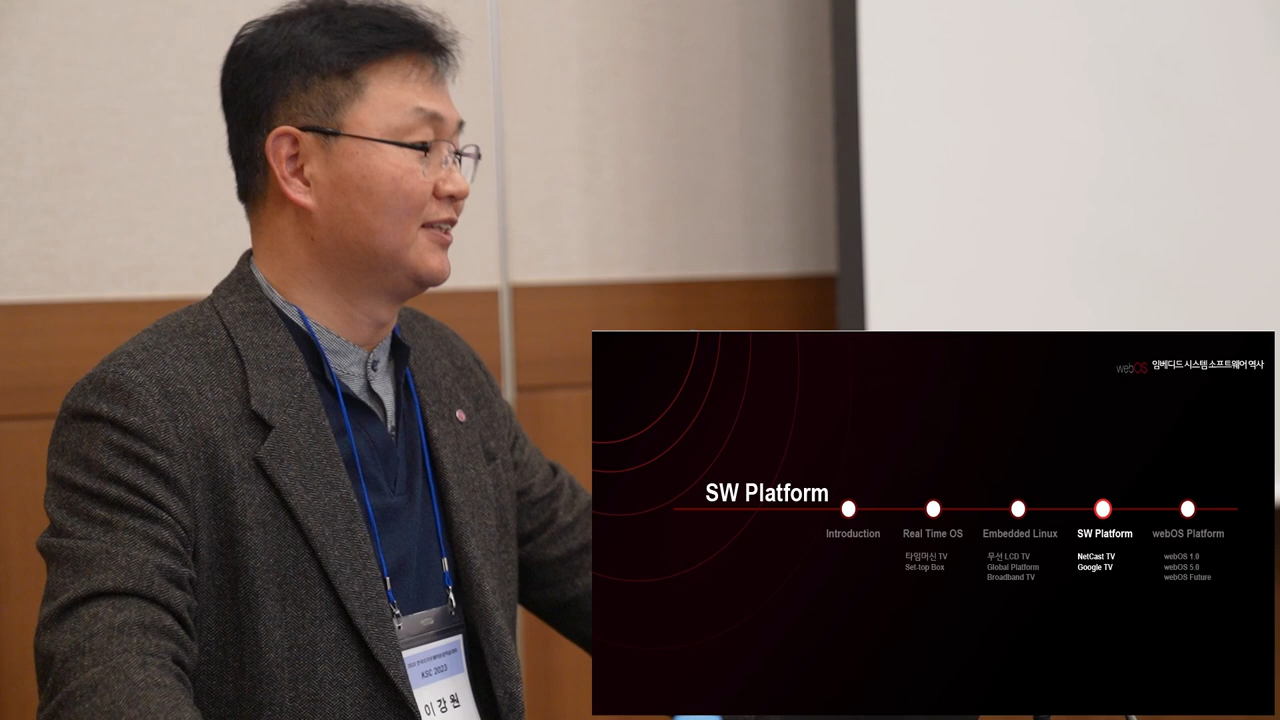 webOS 임베디드 시스템 소프트웨어 역사
SW Platform
Introduction
Real Time OS
Embedded Linux
SW Platform
webOS Platform
타임머신 TV
Set-top Box
무선 LCD TV
Global Platform
Broadband TV
NetCast TV
Google TV
webOS 1.0
webOS 5.0
webOS Future
KSC 2023
이 강 원